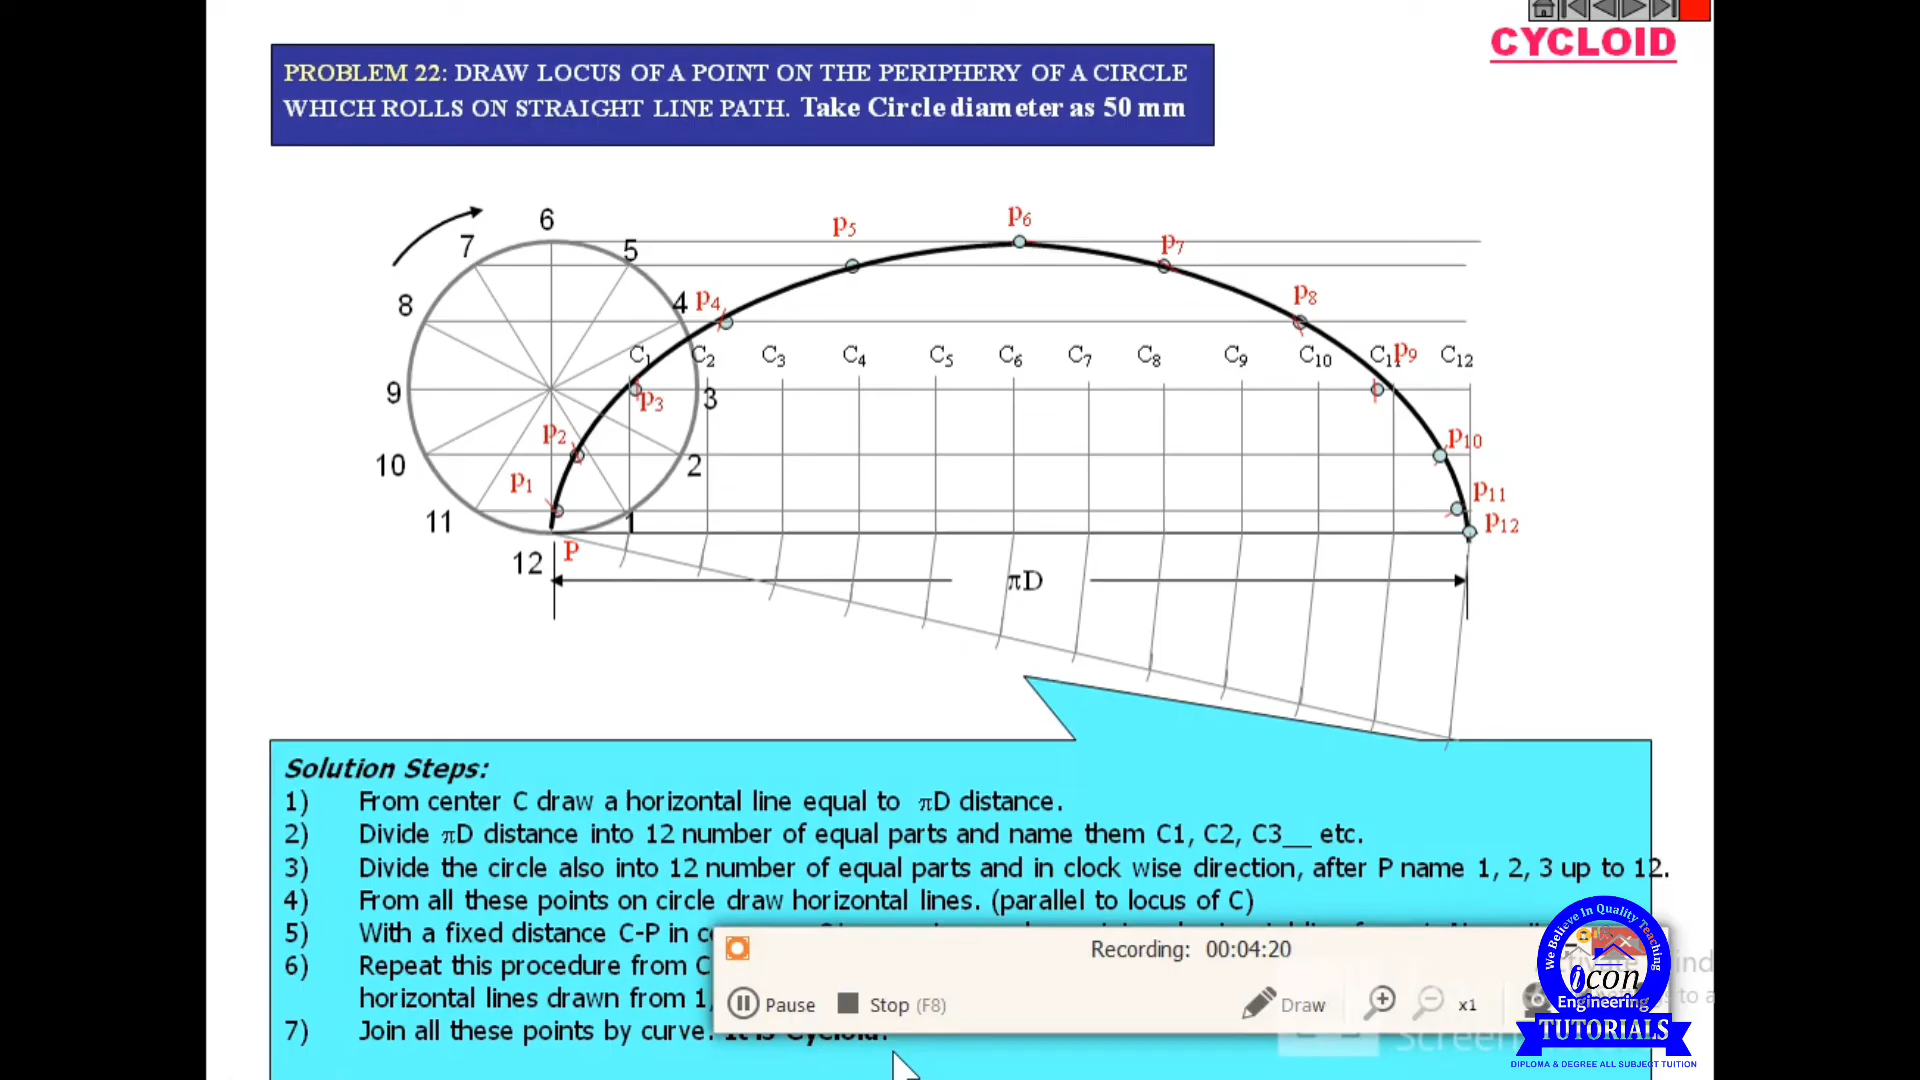 CYCLOID
PROBLEM 22: DRAW LOCUS OF A POINT ON THE PERIPHERY OF A CIRCLE
WHICH ROLLS ON STRAIGHT LINE PATH. Take Circle diameter as 50 mm
6
p6
p5
7
5
p7
8
4
p4
p8
C1
C2
C3
C4
C5
C6
C7
C8
C9
C10
C11
p9
C12
9
p3
3
p2
p10
10
2
p1
p11
11
1
p12
12
P
πD
Solution Steps:
1) From center C draw a horizontal line equal to πD distance.
2) Divide πD distance into 12 number of equal parts and name them C1, C2, C3__ etc.
3) Divide the circle also into 12 number of equal parts and in clock wise direction, after P name 1, 2, 3 up to 12.
4) From all these points on circle draw horizontal lines. (parallel to locus of C)
5) With a fixed distance C-P in
6) Repeat this procedure from C
horizontal lines drawn from 1,
7) Join all these points by curve. It is Cycloid.
Recording: 00:04:20
Pause
Stop (F8)
Draw
x1
We Believe In Quality Teaching
icon
Engineering
TUTORIALS
DIPLOMA & DEGREE ALL SUBJECT TUITION